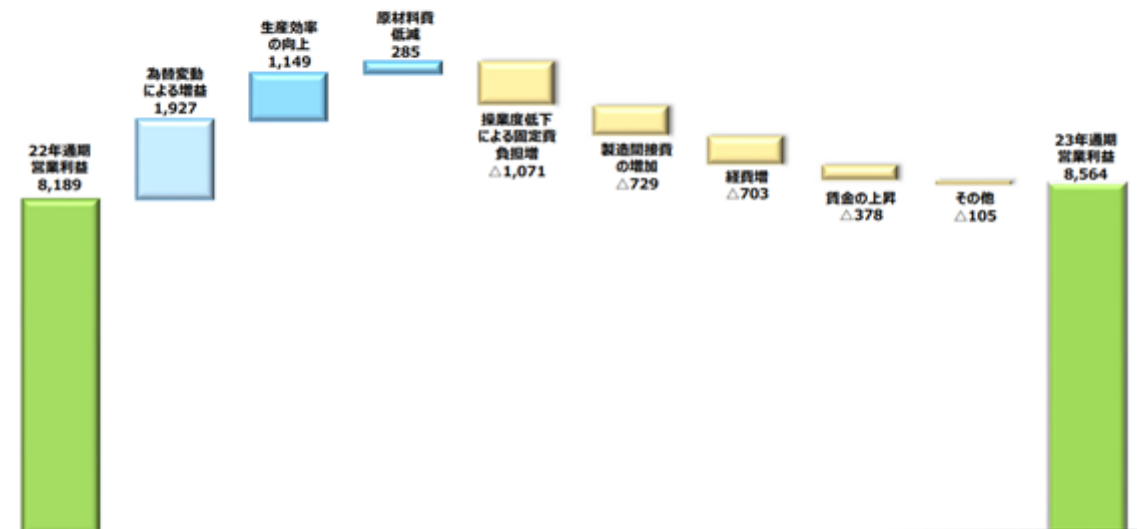 22年通期
営業利益
8,189
為替変動
による増益
1,927
生産効率
の向上
1,149
原材料費
低減
285
操業度低下
による固定費
負担増
△1,071
製造間接費
の増加
△729
経費増
△703
賃金の上昇
△378
その他
△105
23年通期
営業利益
8,564